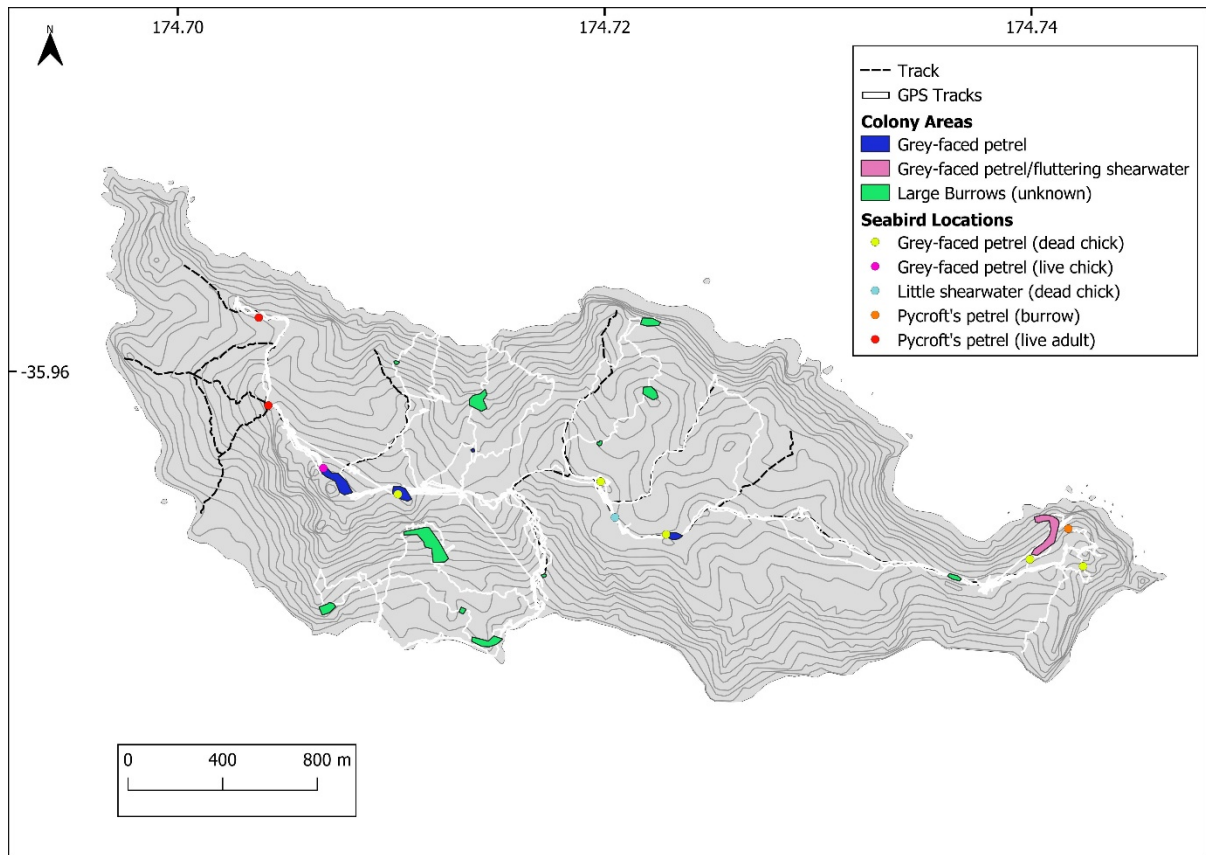 174.70
174.72
174.74
N
-35.96
Track
GPS Tracks
Colony Areas
Grey-faced petrel
Grey-faced petrel/fluttering shearwater
Large Burrows (unknown)
Seabird Locations
Grey-faced petrel (dead chick)
Grey-faced petrel (live chick)
Little shearwater (dead chick)
Pycroft's petrel (burrow)
Pycroft's petrel (live adult)
0 400 800 m